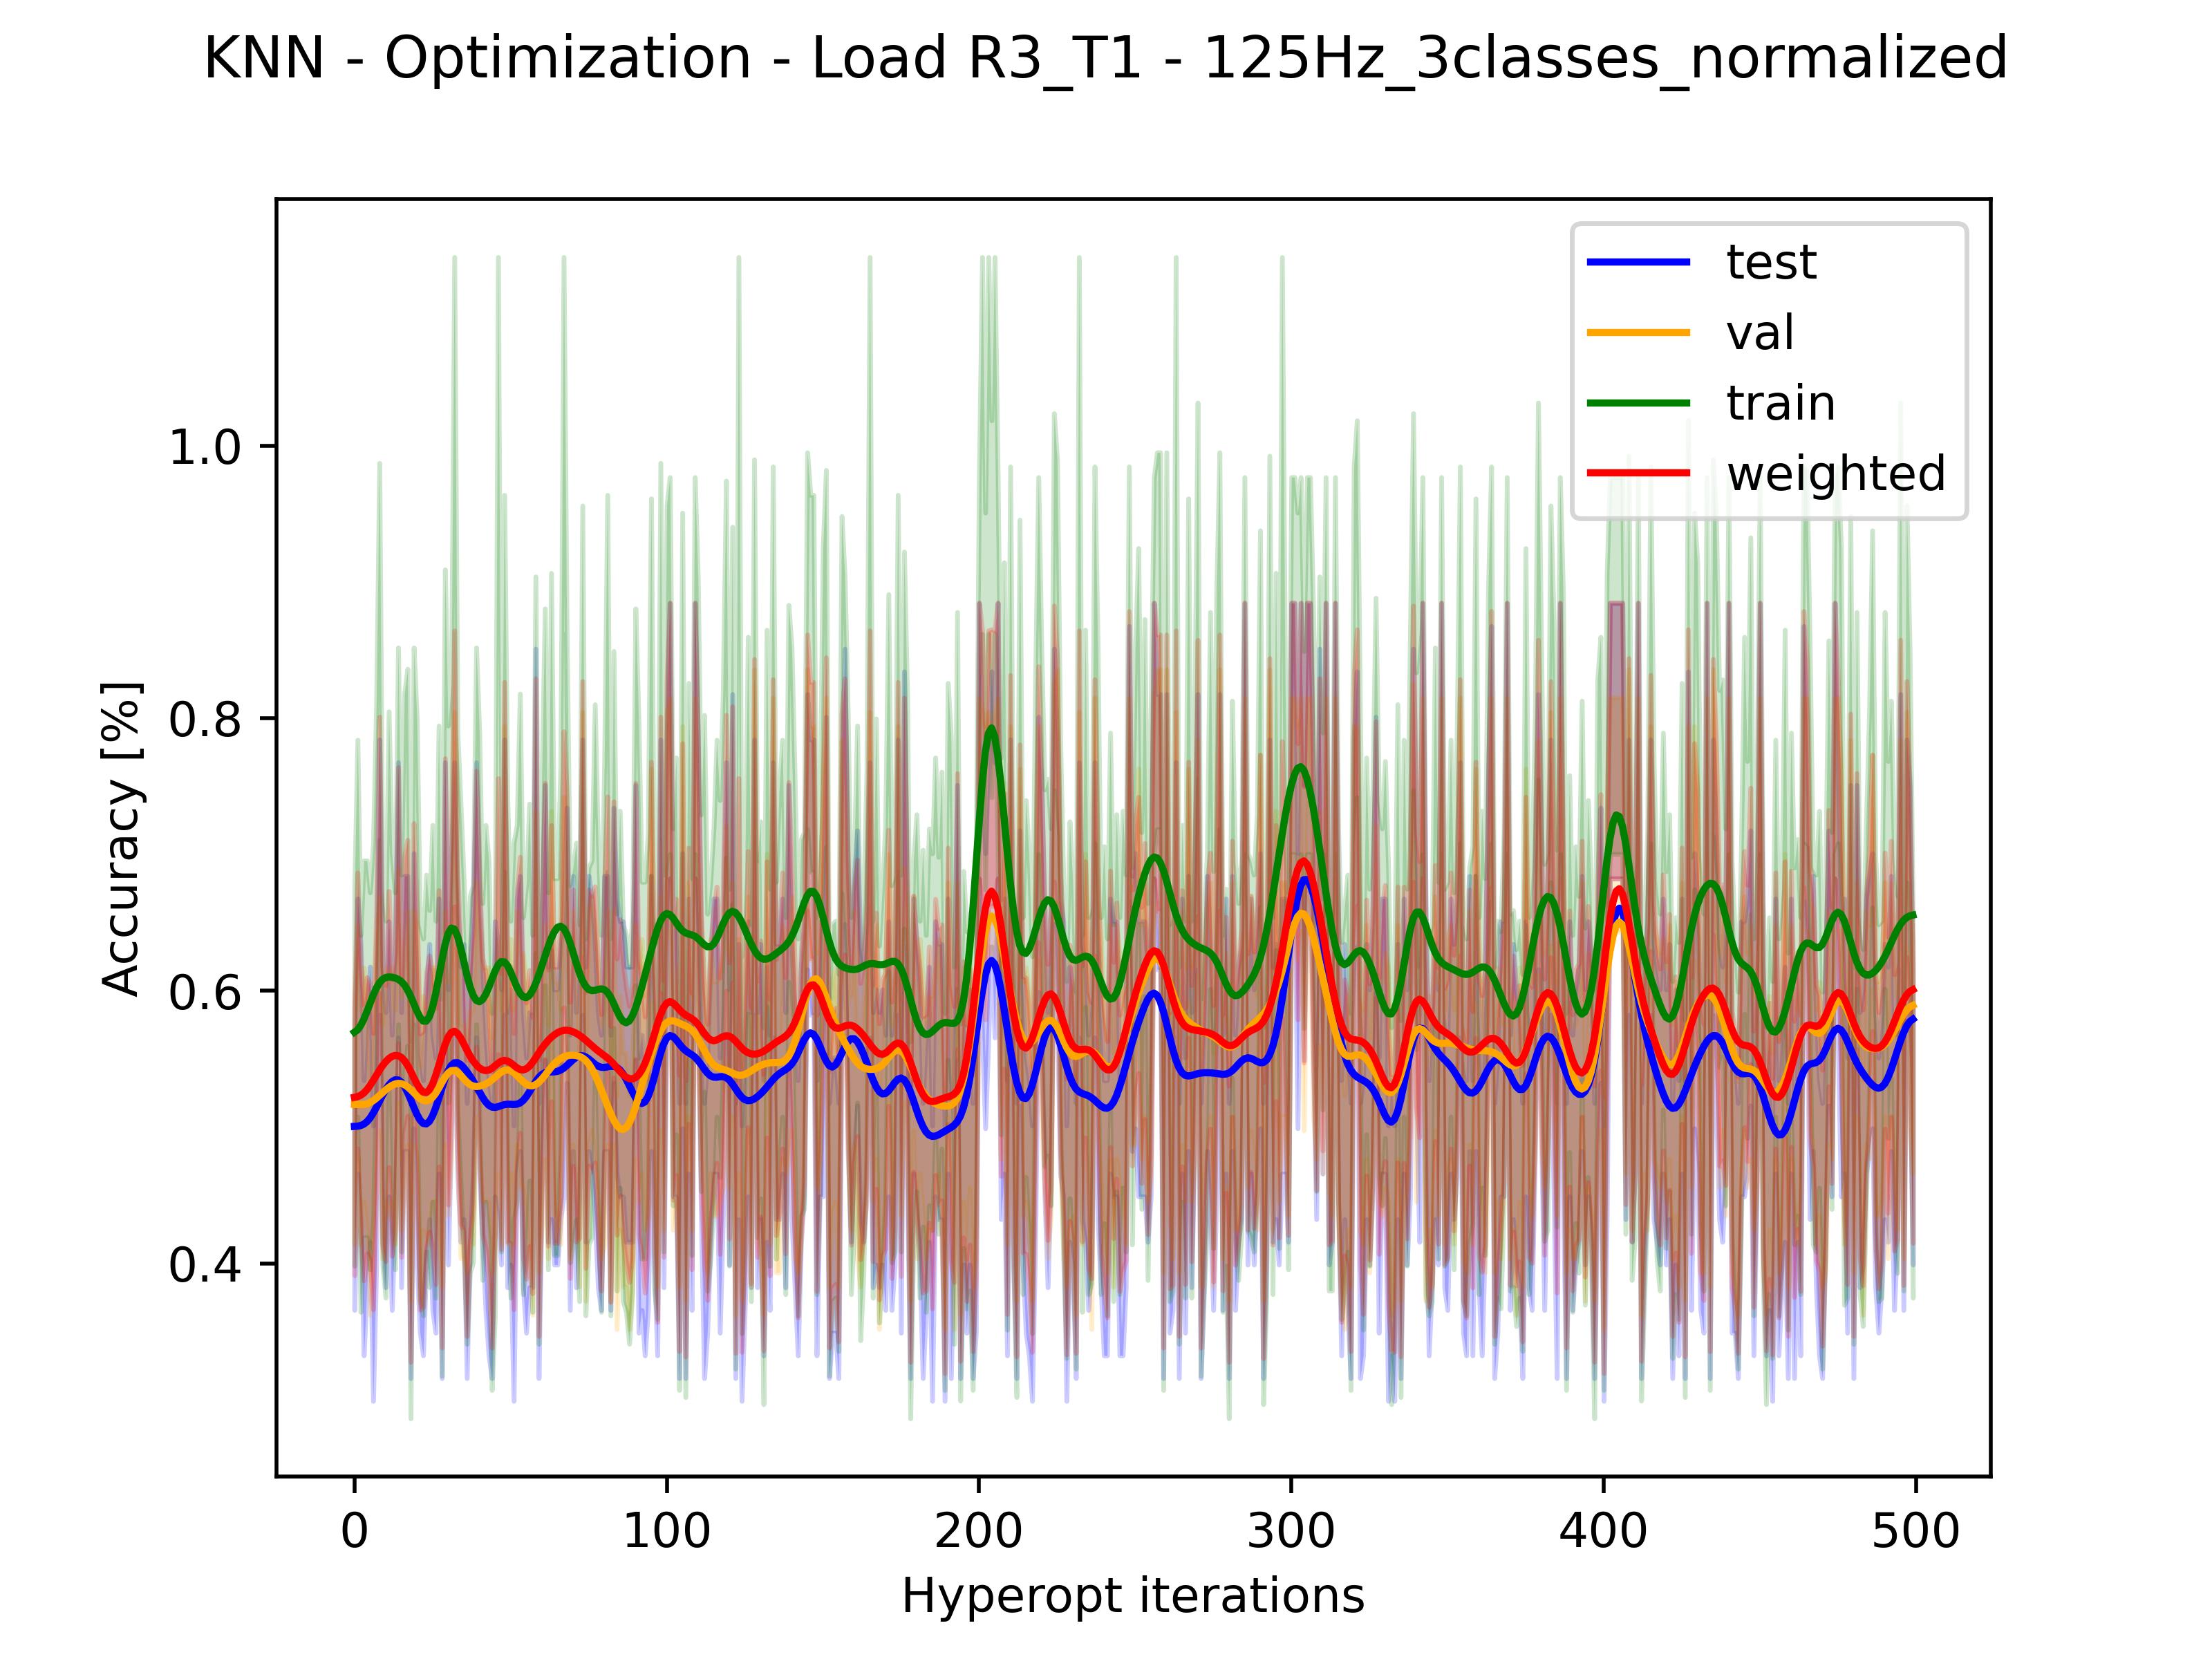 KNN - Optimization - Load R3_T1 - 125Hz_3classes_normalized
test
val
train
weighted
1.0
0.8
0.6
0.4
Accuracy [%]
0 100 200 300 400 500
Hyperopt iterations